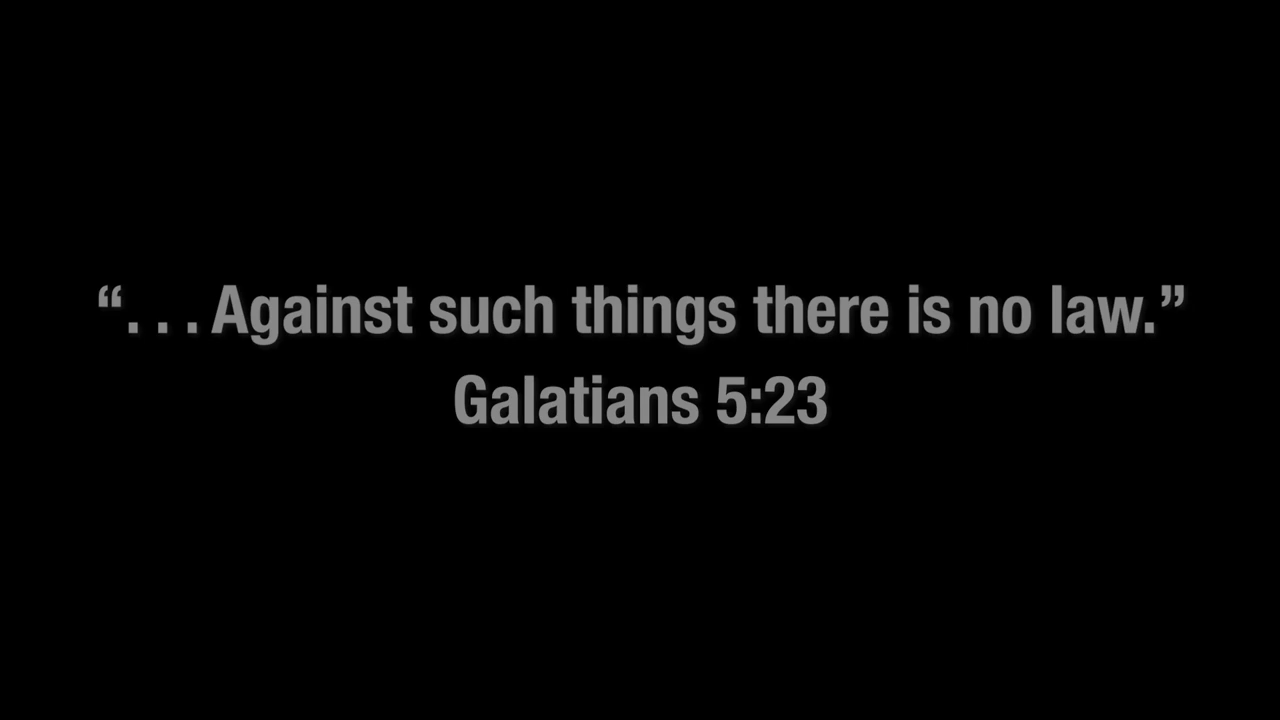 “. . . Against such things there is no law.”
Galatians 5:23